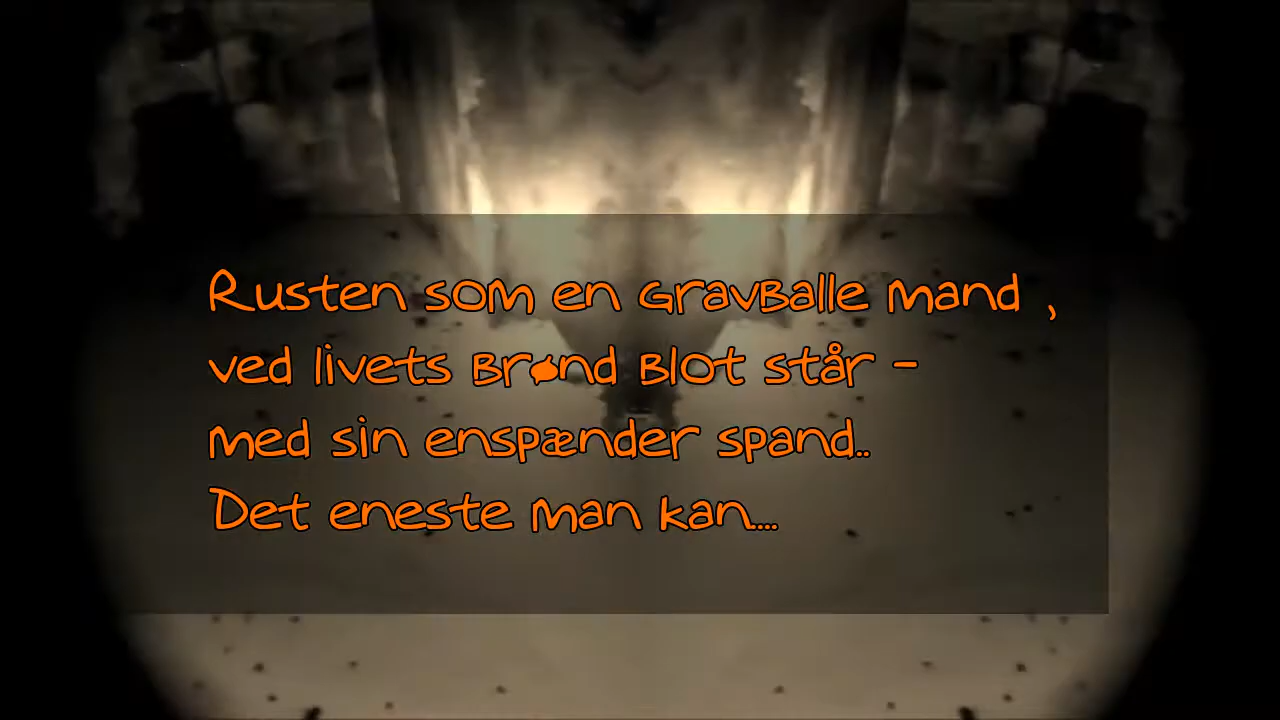 Rusten som en Gravballe mand ,
ved livets Brønd Blot står -
med sin enspænder spand..
Det eneste man kan....